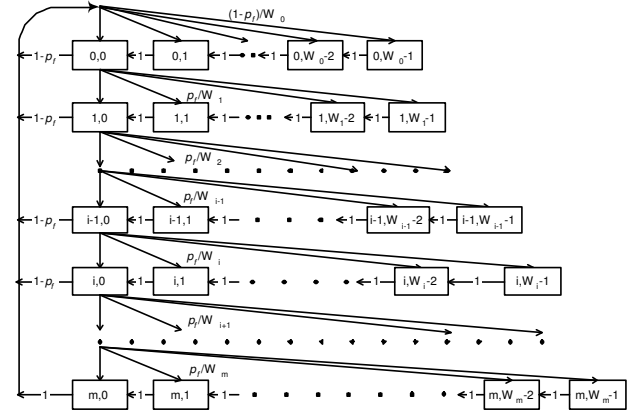 (1-p_f)/W_0
1-p_f 0,0 1 0,1 1 1 0,W_0-2 1 0,W_0-1
p_f/W_1
1-p_f 1,0 1 1,1 1 1 1,W_1-2 1 1,W_1-1
p_f/W_2
p_f/W_i-1
1-p_f i-1,0 1 i-1,1 1 1 i-1,W_i-1-2 1 i-1,W_i-1-1
p_f/W_i
1-p_f i,0 1 i,1 1 1 i,W_i-2 1 i,W_i-1
p_f/W_i+1
p_f/W_m
1 m,0 1 m,1 1 1 m,W_m-2 1 m,W_m-1